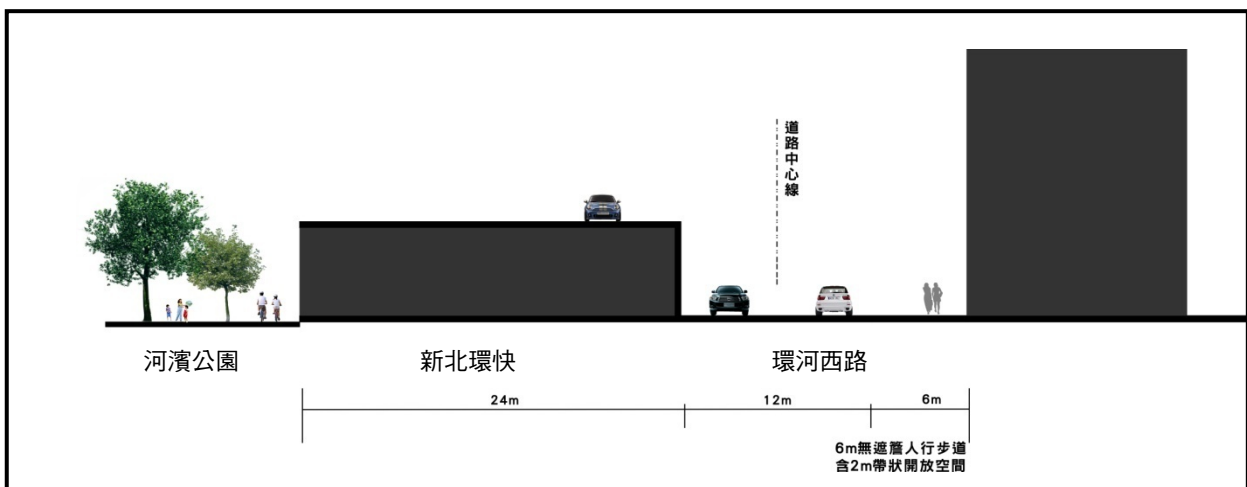 道路中心線
河濱公園
新北環快
環河西路
24m
12m
6m
6m無遮簷人行步道
含2m帶狀開放空間